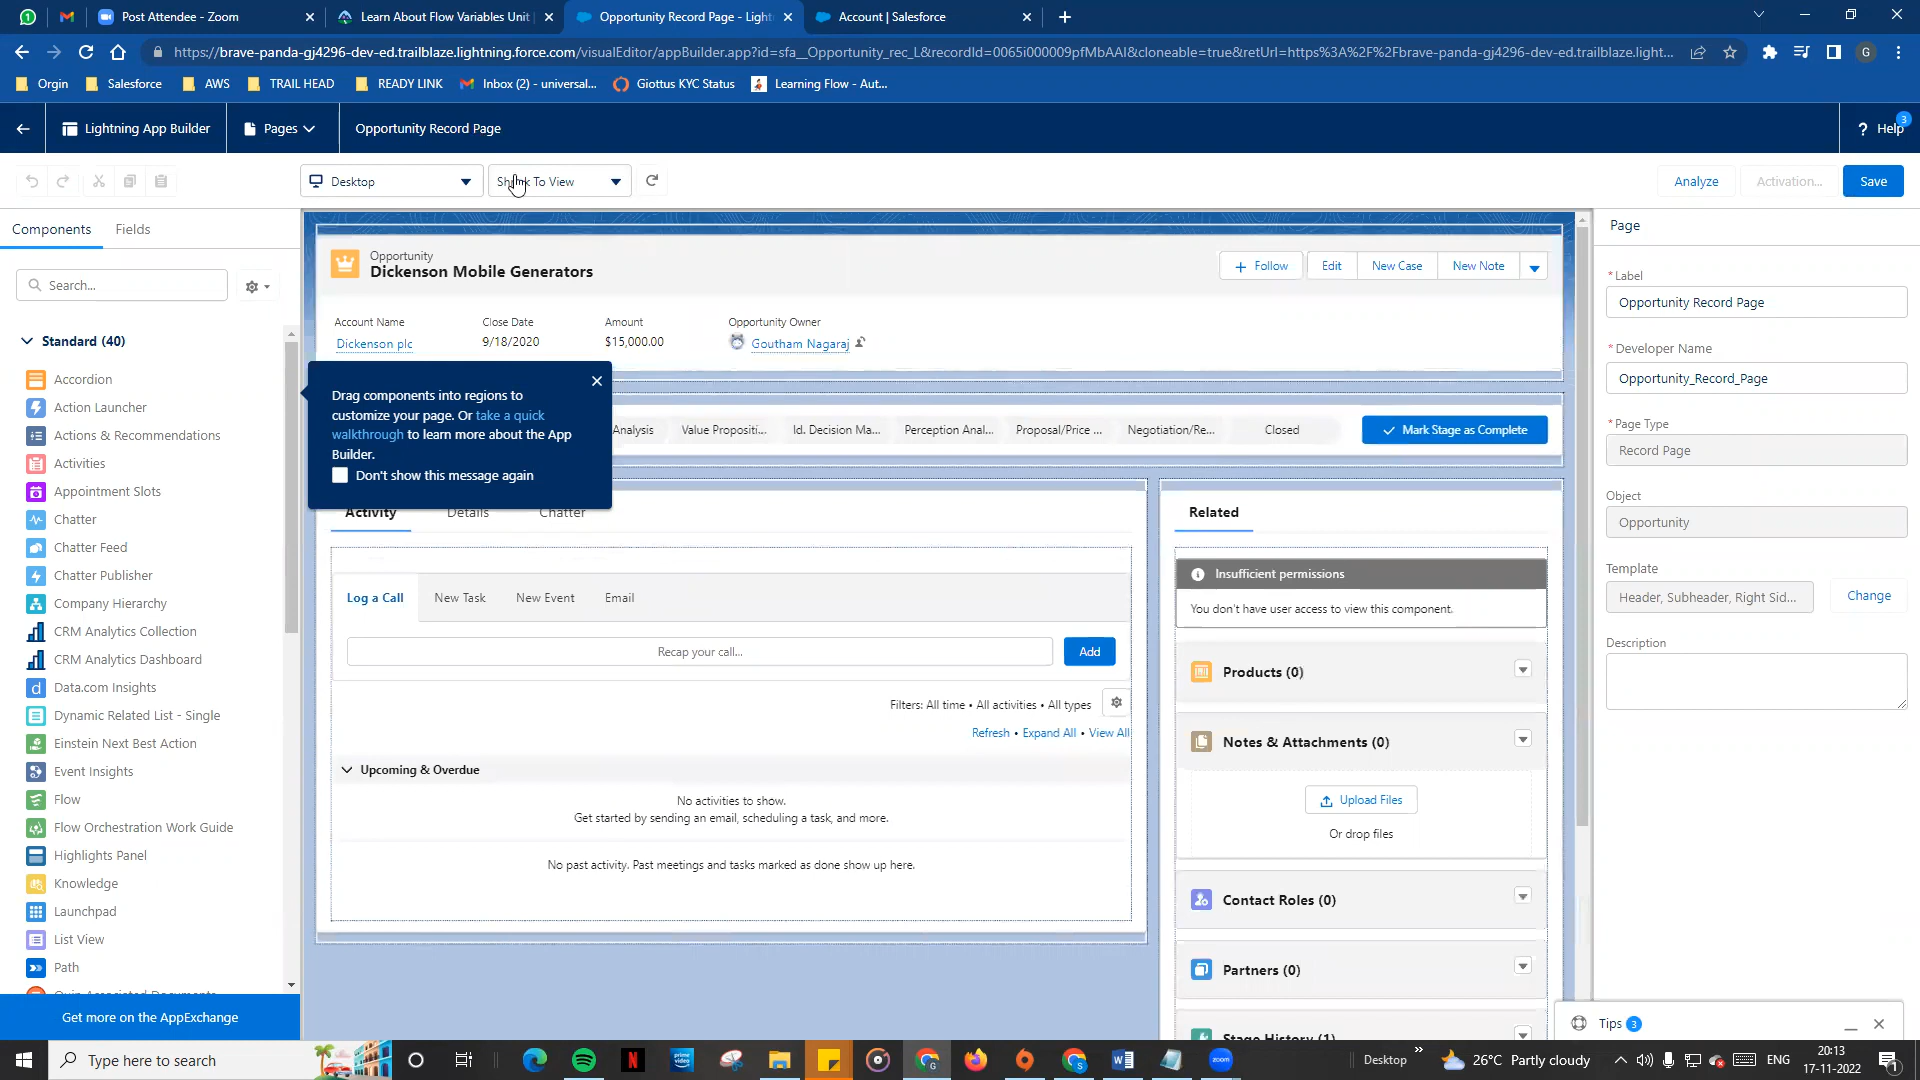 1
Post Attendee - Zoom
Learn About Flow Variables Unit
Opportunity Record Page - Light
Account | Salesforce
https://brave-panda-gj4296-dev-ed.trailblaze.lightning.force.com/visualEditor/appBuilder.app?id=sfa__Opportunity_rec_L&recordId=0065i000009pfMbAAI&cloneable=true&retUrl=https%3A%2F%2Fbrave-panda-gj4296-dev-ed.trailblaze.light...
G
Orgin
Salesforce
AWS
TRAIL HEAD
READY LINK
Inbox (2) - universal...
Giottus KYC Status
Learning Flow - Aut...
Lightning App Builder
Pages
Opportunity Record Page
? Help
3
Desktop
To View
Analyze
Activation...
Save
Components
Fields
Search...
Standard (40)
Accordion
Action Launcher
Actions & Recommendations
Activities
Appointment Slots
Chatter
Chatter Feed
Chatter Publisher
Company Hierarchy
CRM Analytics Collection
CRM Analytics Dashboard
Data.com Insights
Dynamic Related List - Single
Einstein Next Best Action
Event Insights
Flow
Flow Orchestration Work Guide
Highlights Panel
Knowledge
Launchpad
List View
Path
Get more on the AppExchange
Opportunity
Dickenson Mobile Generators
Follow
Edit
New Case
New Note
Account Name
Dickenson plc
Close Date
9/18/2020
Amount
$15,000.00
Opportunity Owner
Goutham Nagaraj
Drag components into regions to
customize your page. Or take a quick
walkthrough to learn more about the App
Builder.
Don't show this message again
Analysis
Value Propositi...
Id. Decision Ma...
Perception Anal...
Proposal/Price ...
Negotiation/Re...
Closed
Mark Stage as Complete
Activity
Details
Chatter
Log a Call
New Task
New Event
Email
Recap your call...
Add
Filters: All time • All activities • All types
Refresh • Expand All • View All
Upcoming & Overdue
No activities to show.
Get started by sending an email, scheduling a task, and more.
No past activity. Past meetings and tasks marked as done show up here.
Related
Insufficient permissions
You don't have user access to view this component.
Products (0)
Notes & Attachments (0)
Upload Files
Or drop files
Contact Roles (0)
Partners (0)
Stage History (1)
Page
* Label
Opportunity Record Page
* Developer Name
Opportunity_Record_Page
* Page Type
Record Page
Object
Opportunity
Template
Header, Subheader, Right Sid...
Change
Description
Tips 3
Type here to search
Desktop
26°C Partly cloudy
ENG
20:13
17-11-2022
1